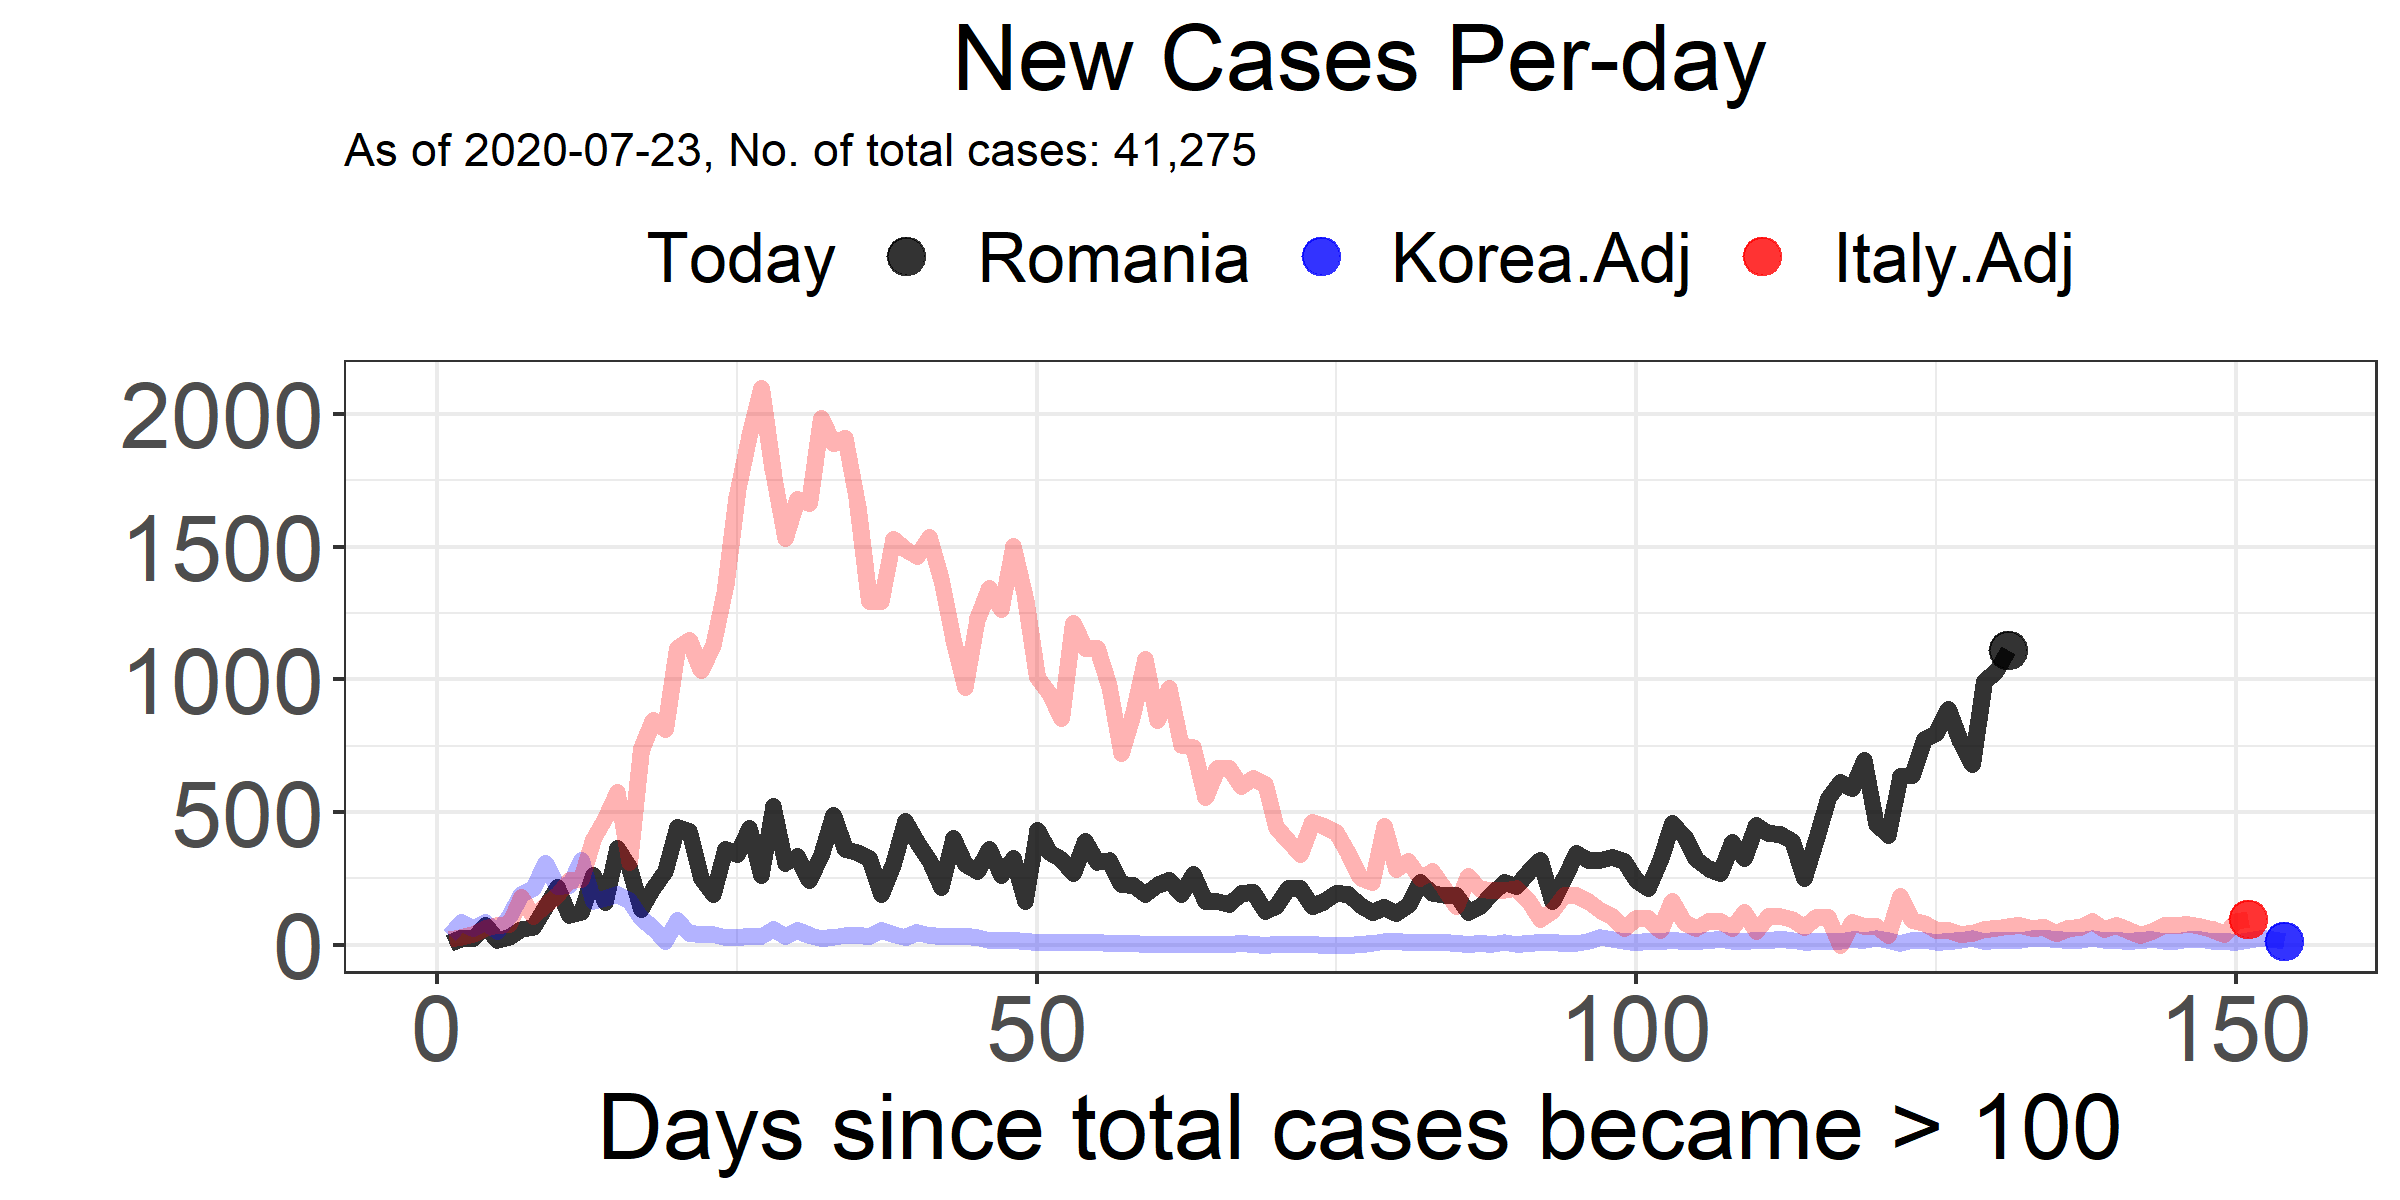 New Cases Per-day
As of 2020-07-23, No. of total cases: 41,275
Today Romania Korea.Adj Italy.Adj
2000
1500
1000
500
0
0 50 100 150
Days since total cases became > 100